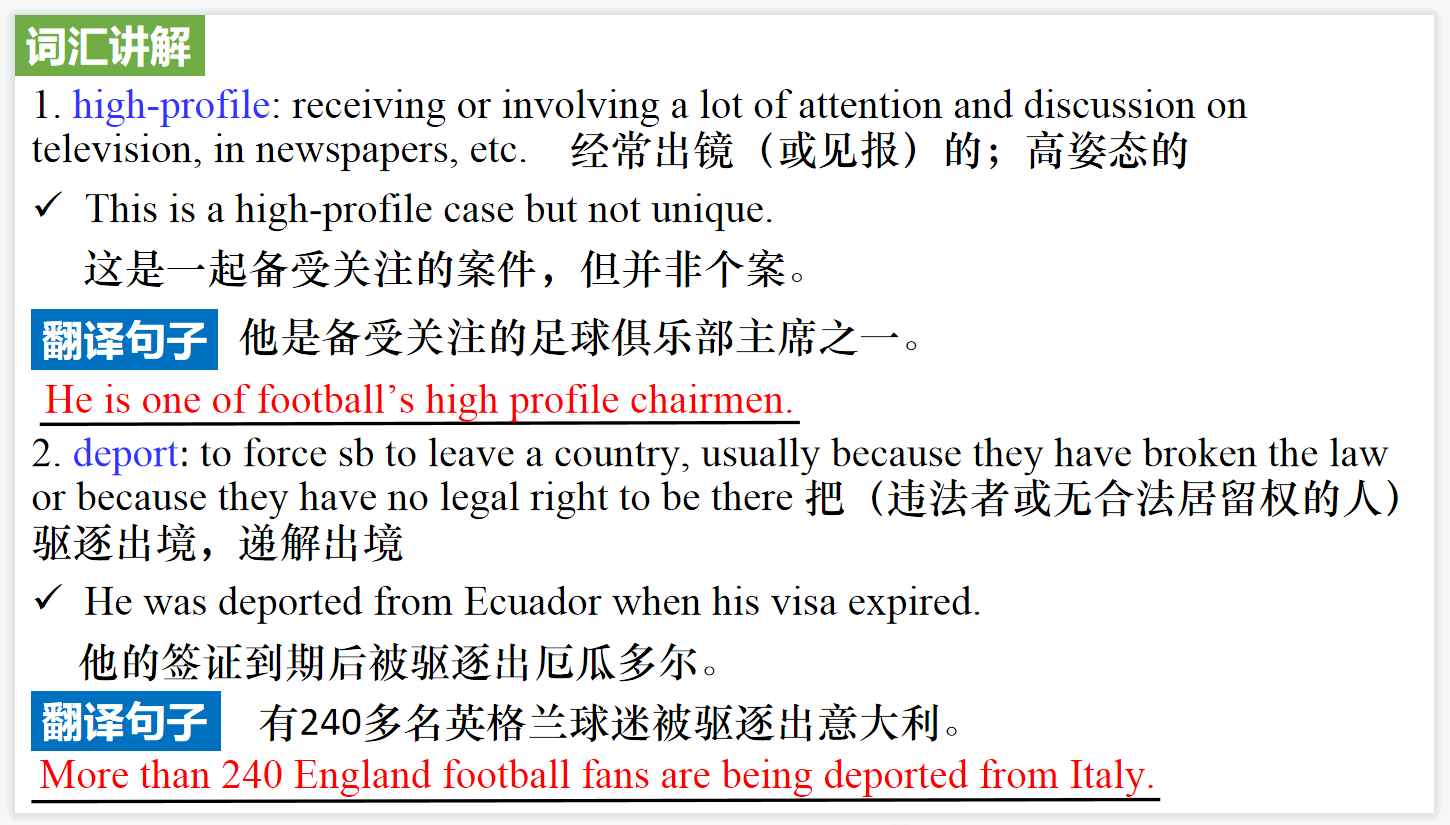 词汇讲解
1. high-profile: receiving or involving a lot of attention and discussion on
television, in newspapers, etc. 经常出镜（或见报）的；高姿态的
✓ This is a high-profile case but not unique.
这是一起备受关注的案件，但并非个案。
翻译句子 他是备受关注的足球俱乐部主席之一。
He is one of football’s high profile chairmen.
2. deport: to force sb to leave a country, usually because they have broken the law
or because they have no legal right to be there 把（违法者或无合法居留权的人）
驱逐出境，递解出境
✓ He was deported from Ecuador when his visa expired.
他的签证到期后被驱逐出厄瓜多尔。
翻译句子 有240多名英格兰球迷被驱逐出意大利。
More than 240 England football fans are being deported from Italy.